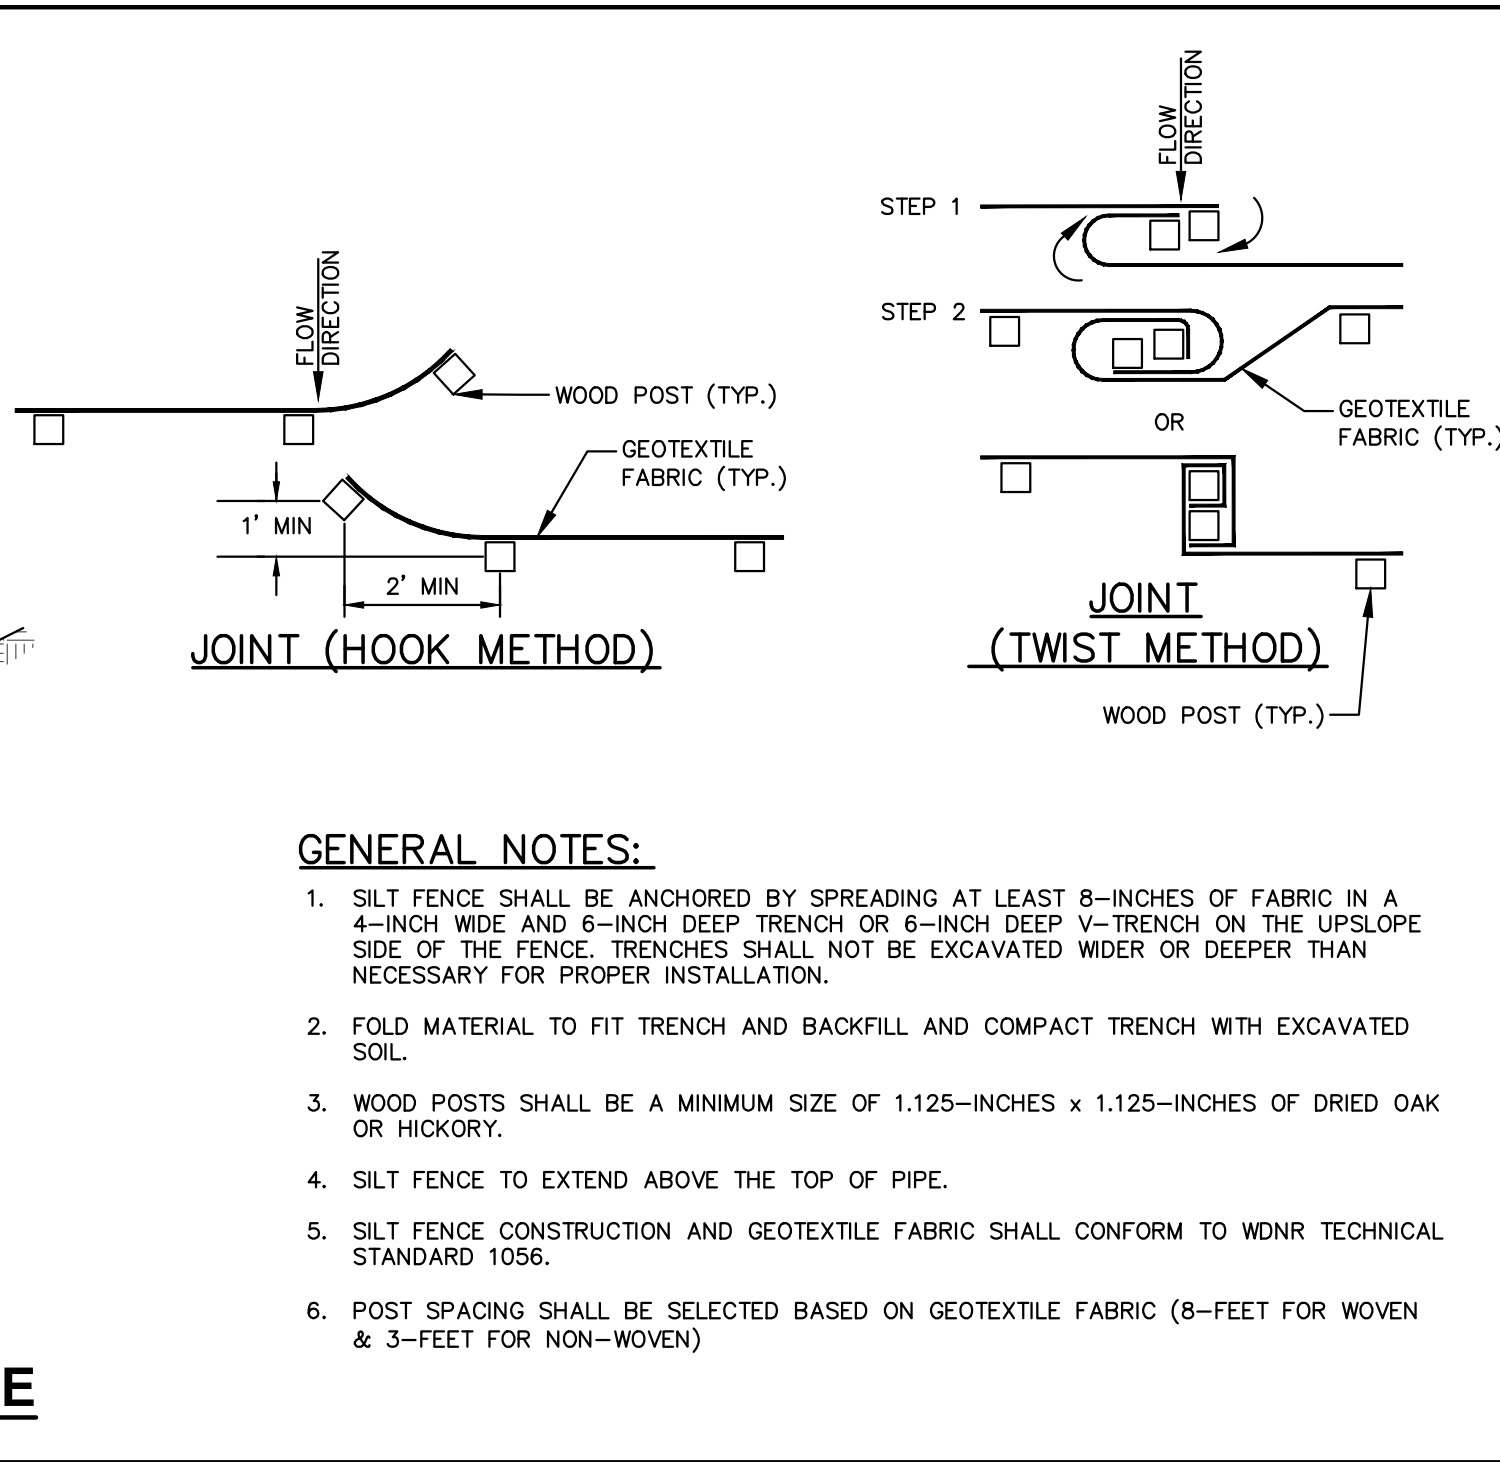 FLOW
DIRECTION
WOOD POST (TYP.)
GEOTEXTILE
FABRIC (TYP.)
1' MIN
2' MIN
JOINT (HOOK METHOD)
FLOW
DIRECTION
STEP 1
STEP 2
GEOTEXTILE
FABRIC (TYP.)
OR
JOINT
(TWIST METHOD)
WOOD POST (TYP.)
GENERAL NOTES:
1. SILT FENCE SHALL BE ANCHORED BY SPREADING AT LEAST 8-INCHES OF FABRIC IN A
4-INCH WIDE AND 6-INCH DEEP TRENCH OR 6-INCH DEEP V-TRENCH ON THE UPSLOPE
SIDE OF THE FENCE. TRENCHES SHALL NOT BE EXCAVATED WIDER OR DEEPER THAN
NECESSARY FOR PROPER INSTALLATION.
2. FOLD MATERIAL TO FIT TRENCH AND BACKFILL AND COMPACT TRENCH WITH EXCAVATED
SOIL.
3. WOOD POSTS SHALL BE A MINIMUM SIZE OF 1.125-INCHES x 1.125-INCHES OF DRIED OAK
OR HICKORY.
4. SILT FENCE TO EXTEND ABOVE THE TOP OF PIPE.
5. SILT FENCE CONSTRUCTION AND GEOTEXTILE FABRIC SHALL CONFORM TO WDNR TECHNICAL
STANDARD 1056.
6. POST SPACING SHALL BE SELECTED BASED ON GEOTEXTILE FABRIC (8-FEET FOR WOVEN
& 3-FEET FOR NON-WOVEN)
E